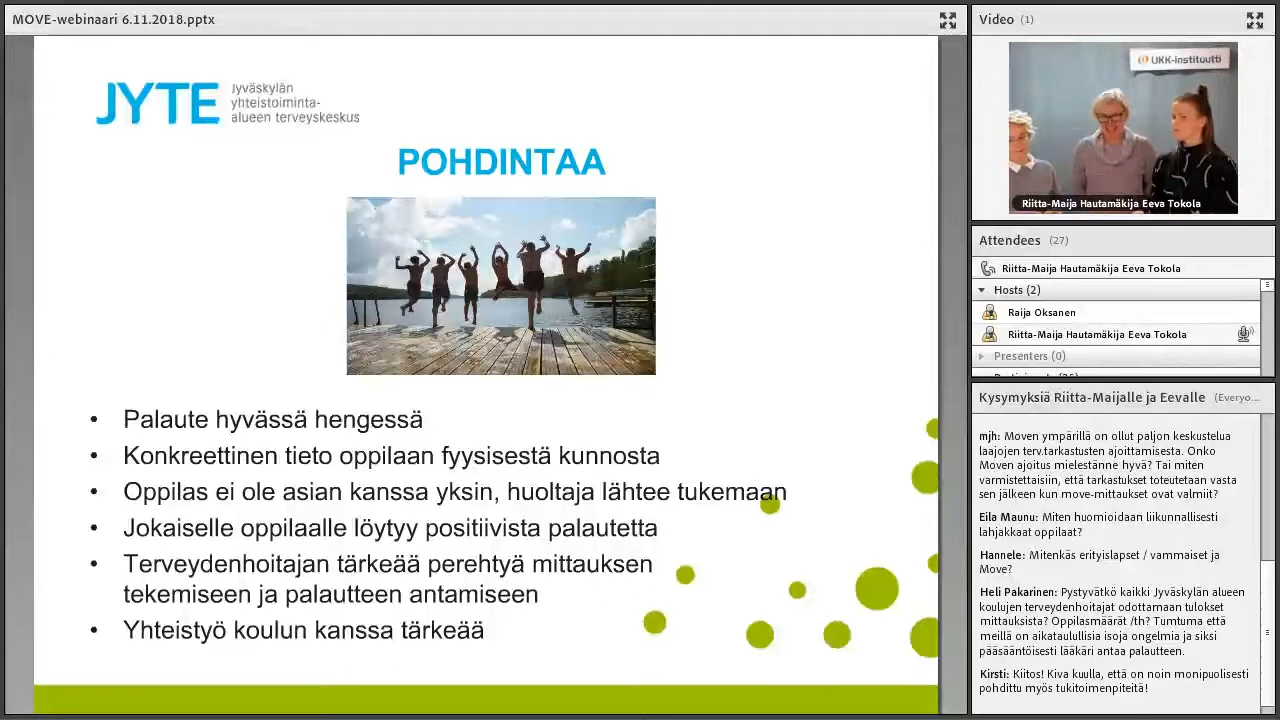 MOVE-webinaari 6.11.2018.pptx
JYTE
Jyväskylän
yhteistoiminta-
alueen terveyskeskus
POHDINTAA
• Palaute hyvässä hengessä
• Konkreettinen tieto oppilaan fyysisestä kunnosta
• Oppilas ei ole asian kanssa yksin, huoltaja lähtee tukemaan
• Jokaiselle oppilaalle löytyy positiivista palautetta
• Terveydenhoitajan tärkeää perehtyä mittauksen
tekemiseen ja palautteen antamiseen
• Yhteistyö koulun kanssa tärkeää
Video (1)
UKK-instituutti
Riitta-Maija Hautamäkija Eeva Tokola
Attendees (27)
Riitta-Maija Hautamäkija Eeva Tokola
Hosts (2)
Raija Oksanen
Riitta-Maija Hautamäkija Eeva Tokola
Presenters (0)
Kysymyksiä Riitta-Maijalle ja Eevalle (Everyo...
mjh: Moven ympärillä on ollut paljon keskustelua
laajojen terv.tarkastusten ajoittamisesta. Onko
Moven ajoitus mielestänne hyvä? Tai miten
varmistettaisiin, että tarkastukset toteutetaan vasta
sen jälkeen kun move-mittaukset ovat valmiit?
Eila Maunu: Miten huomioidaan liikunnallisesti
lahjakkaat oppilaat?
Hannele: Mitenkäs erityislapset / vammaiset ja
Move?
Heli Pakarinen: Pystyvätkö kaikki Jyväskylän alueen
koulujen terveydenhoitajat odottamaan tulokset
mittauksista? Oppilasmäärät /th? Tumtuma että
meillä on aikataulullisia isoja ongelmia ja siksi
pääsääntöisesti lääkäri antaa palautteen.
Kirsti: Kiitos! Kiva kuulla, että on noin monipuolisesti
pohdittu myös tukitoimenpiteitä!